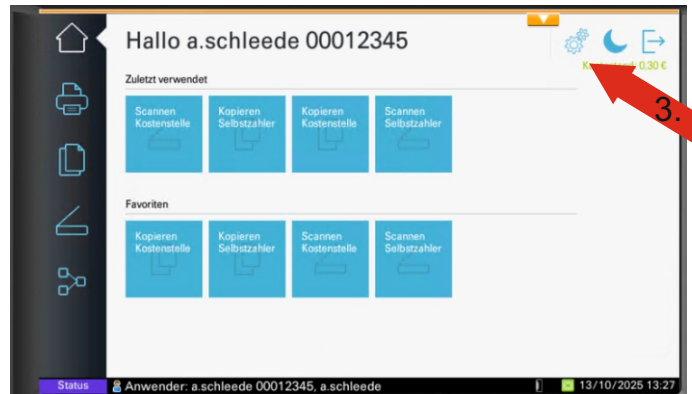 Hallo a.schleede 00012345
0,30 €
3.
Zuletzt verwendet
Scannen
Kostenstelle
Kopieren
Selbstzahler
Kopieren
Kostenstelle
Scannen
Selbstzahler
Favoriten
Kopieren
Kostenstelle
Kopieren
Selbstzahler
Scannen
Kostenstelle
Scannen
Selbstzahler
Status
Anwender: a.schleede 00012345, a.schleede
13/10/2025 13:27